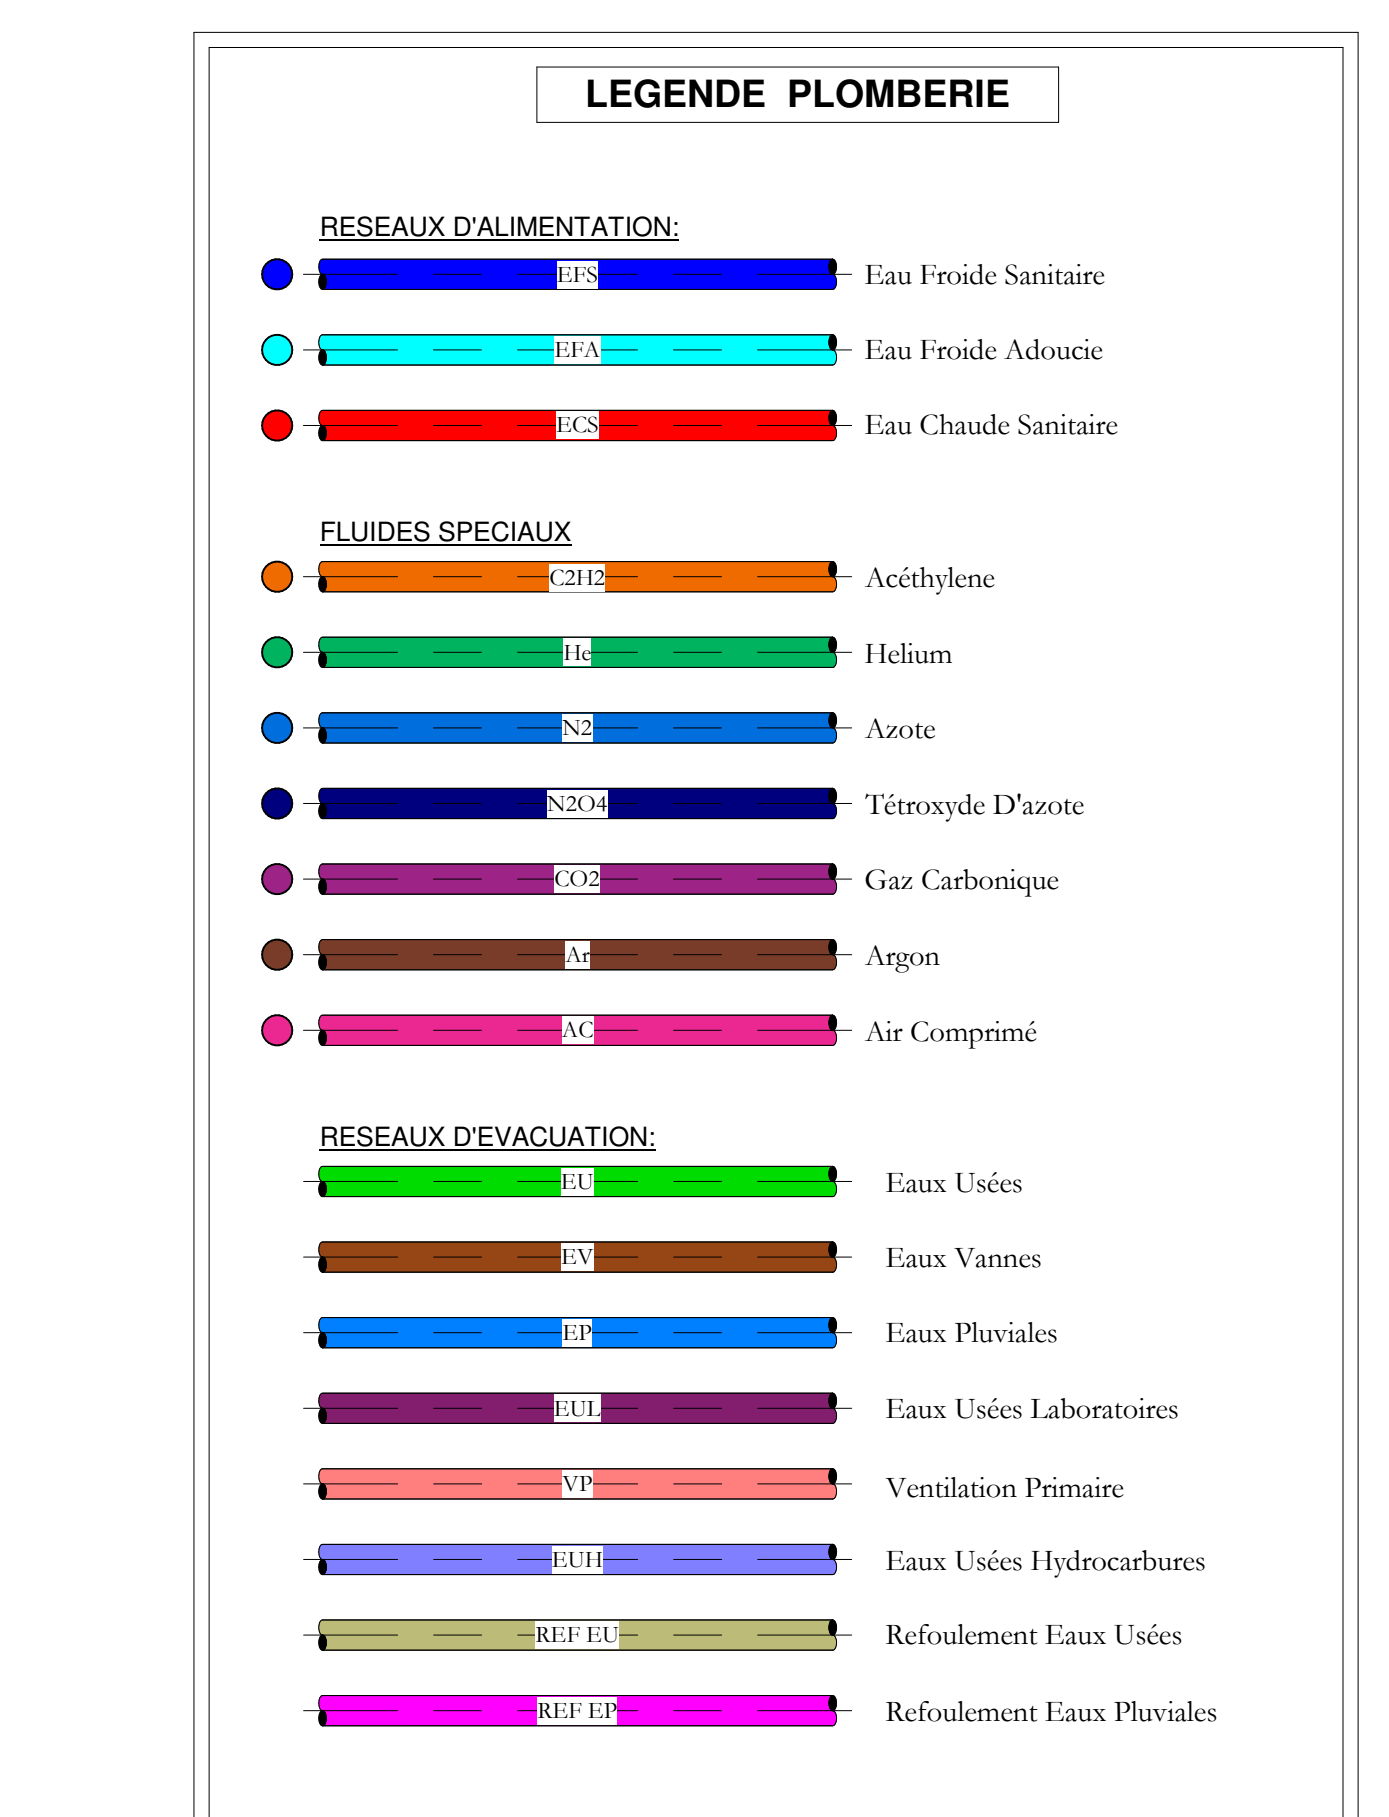 LEGENDE PLOMBERIE
RESEAUX D'ALIMENTATION:
EFS Eau Froide Sanitaire
EFA Eau Froide Adoucie
ECS Eau Chaude Sanitaire
FLUIDES SPECIAUX
C2H2 Acéthylene
He Helium
N2 Azote
N2O4 Tétroxyde D'azote
CO2 Gaz Carbonique
Ar Argon
AC Air Comprimé
RESEAUX D'EVACUATION:
EU Eaux Usées
EV Eaux Vannes
EP Eaux Pluviales
EUL Eaux Usées Laboratoires
VP Ventilation Primaire
EUH Eaux Usées Hydrocarbures
REF EU Refoulement Eaux Usées
REF EP Refoulement Eaux Pluviales